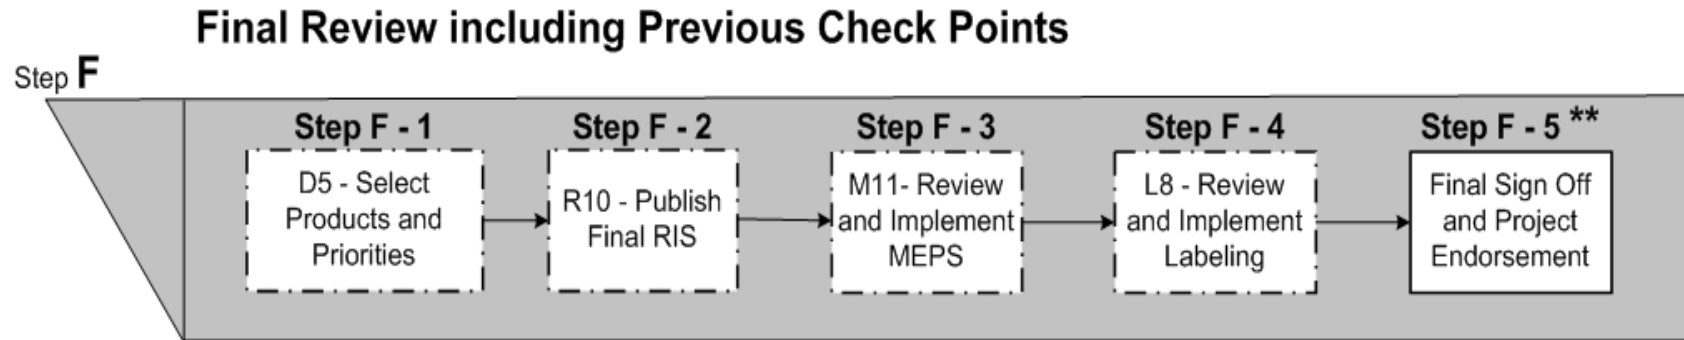 Final Review including Previous Check Points
Step F
Step F - 1
D5 - Select
Products and
Priorities
Step F - 2
R10 - Publish
Final RIS
Step F - 3
M11- Review
and Implement
MEPS
Step F - 4
L8 - Review
and Implement
Labeling
Step F - 5 **
Final Sign Off
and Project
Endorsement